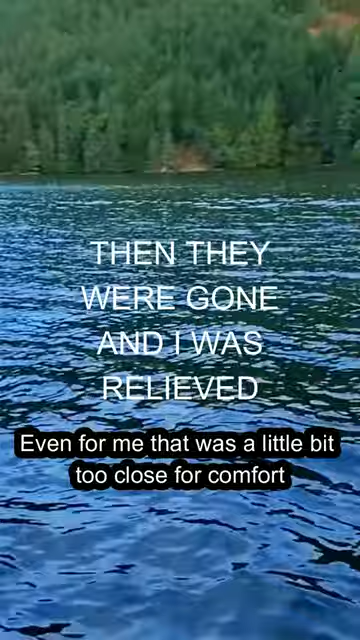 THEN THEY
WERE GONE
AND I WAS
RELIEVED
Even for me that was a little bit
too close for comfort